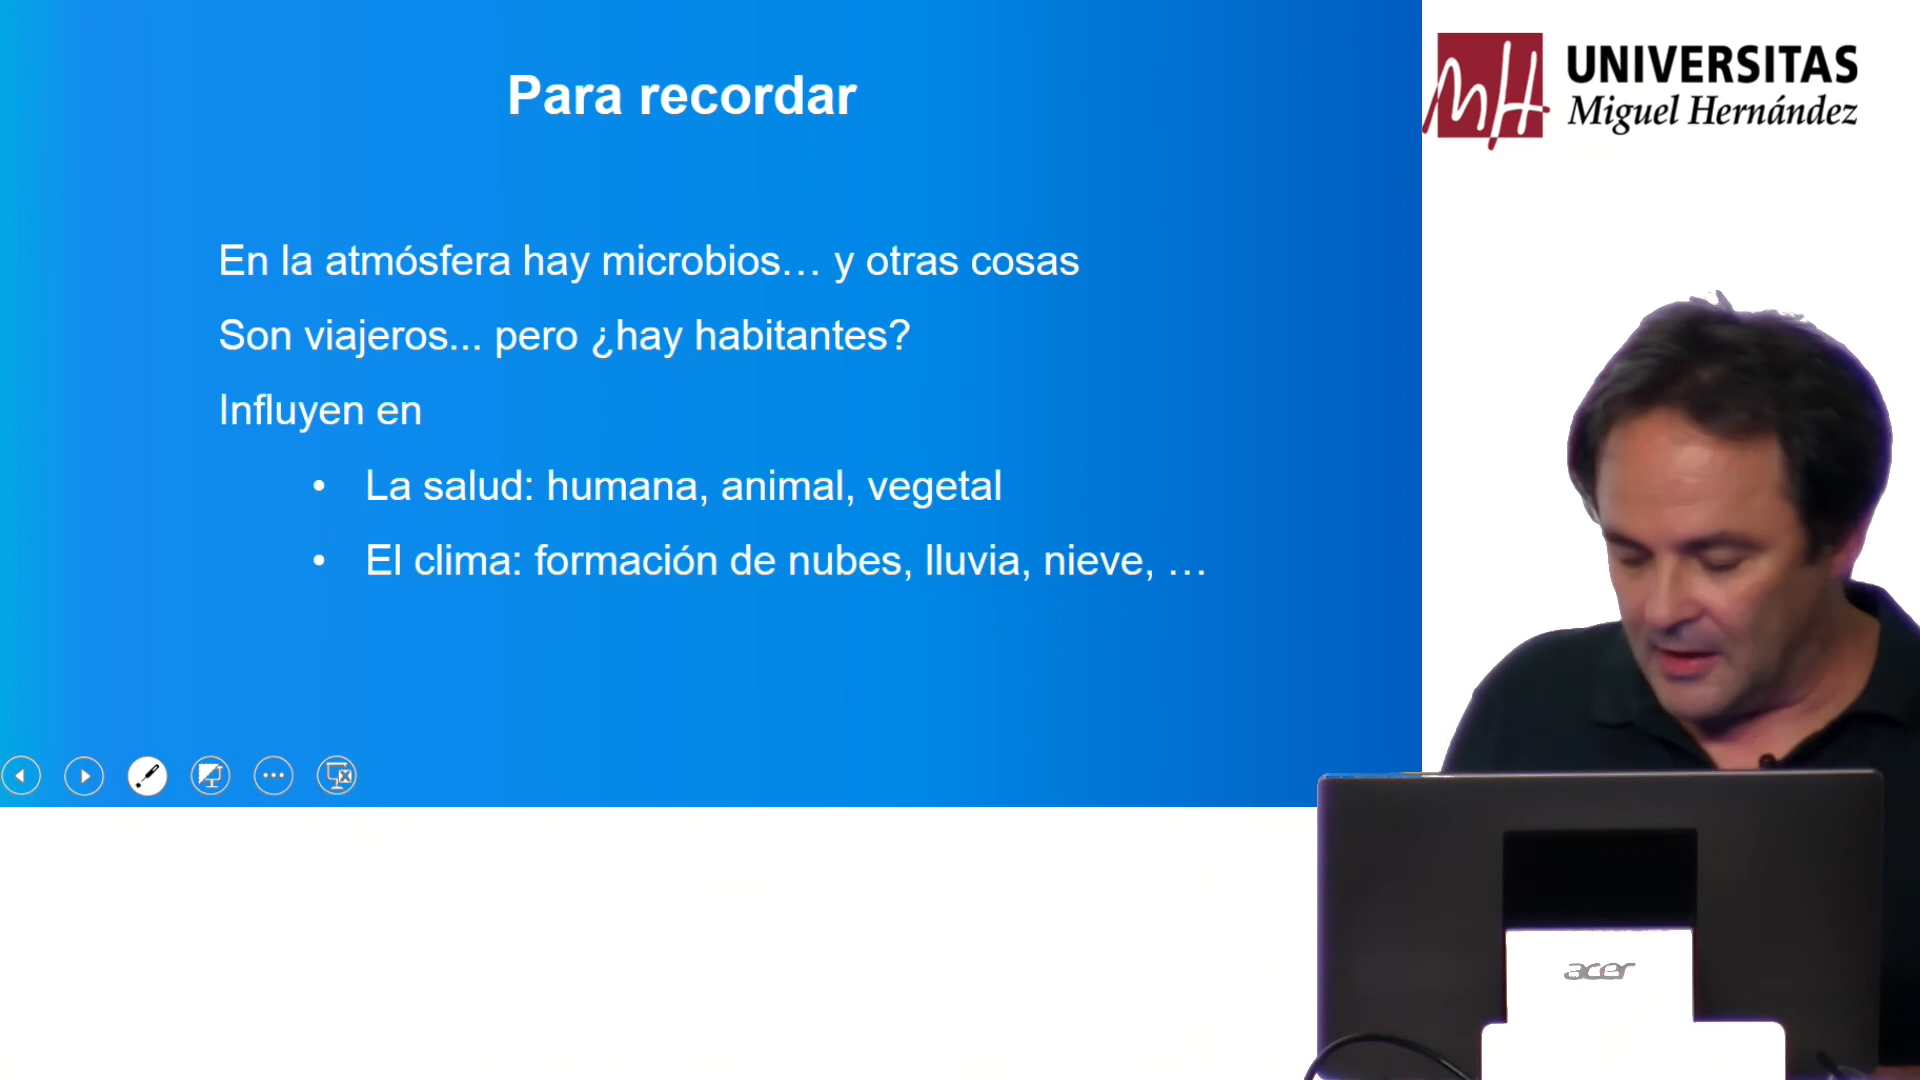 Para recordar
En la atmósfera hay microbios… y otras cosas
Son viajeros... pero ¿hay habitantes?
Influyen en
• La salud: humana, animal, vegetal
• El clima: formación de nubes, lluvia, nieve, …
MH
UNIVERSITAS
Miguel Hernández
acer